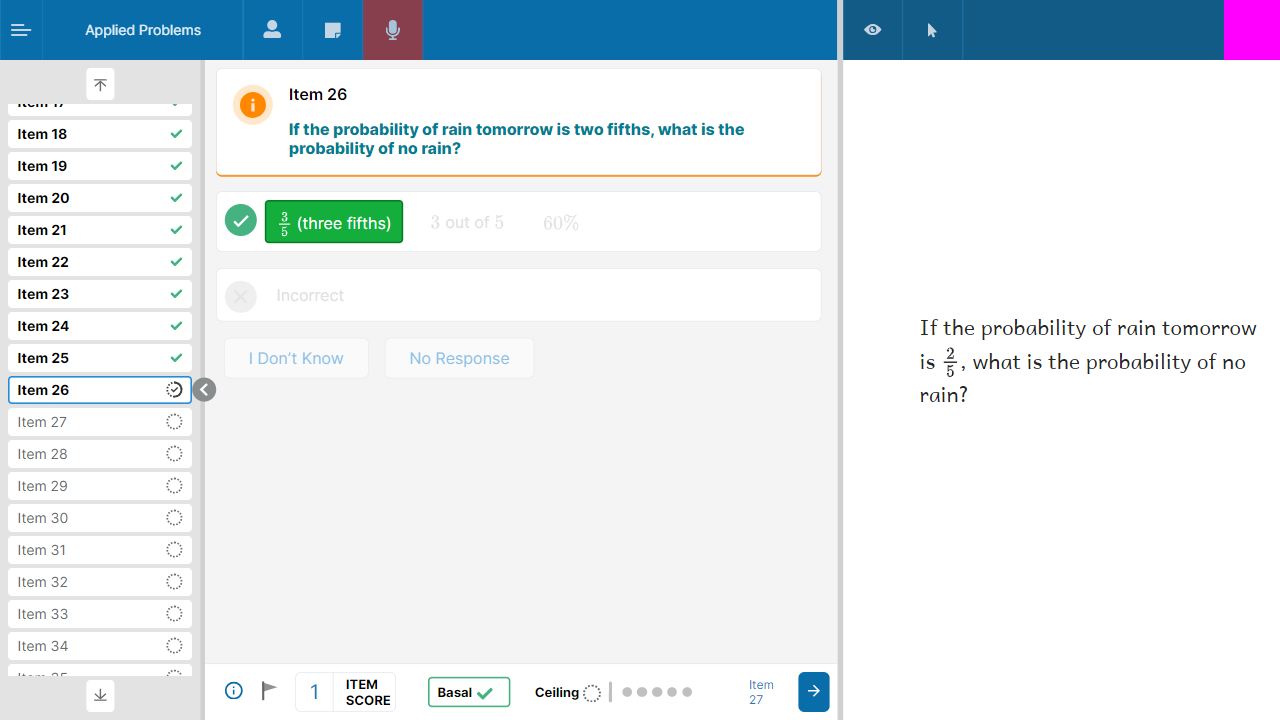 Applied Problems
Item 17
Item 18
Item 19
Item 20
Item 21
Item 22
Item 23
Item 24
Item 25
Item 26
Item 27
Item 28
Item 29
Item 30
Item 31
Item 32
Item 33
Item 34
Item 26
If the probability of rain tomorrow is two fifths, what is the
probability of no rain?
3/5 (three fifths) 3 out of 5 60%
Incorrect
I Don't Know No Response
1 ITEM SCORE Basal Ceiling Item 27
If the probability of rain tomorrow
is 2/5, what is the probability of no
rain?